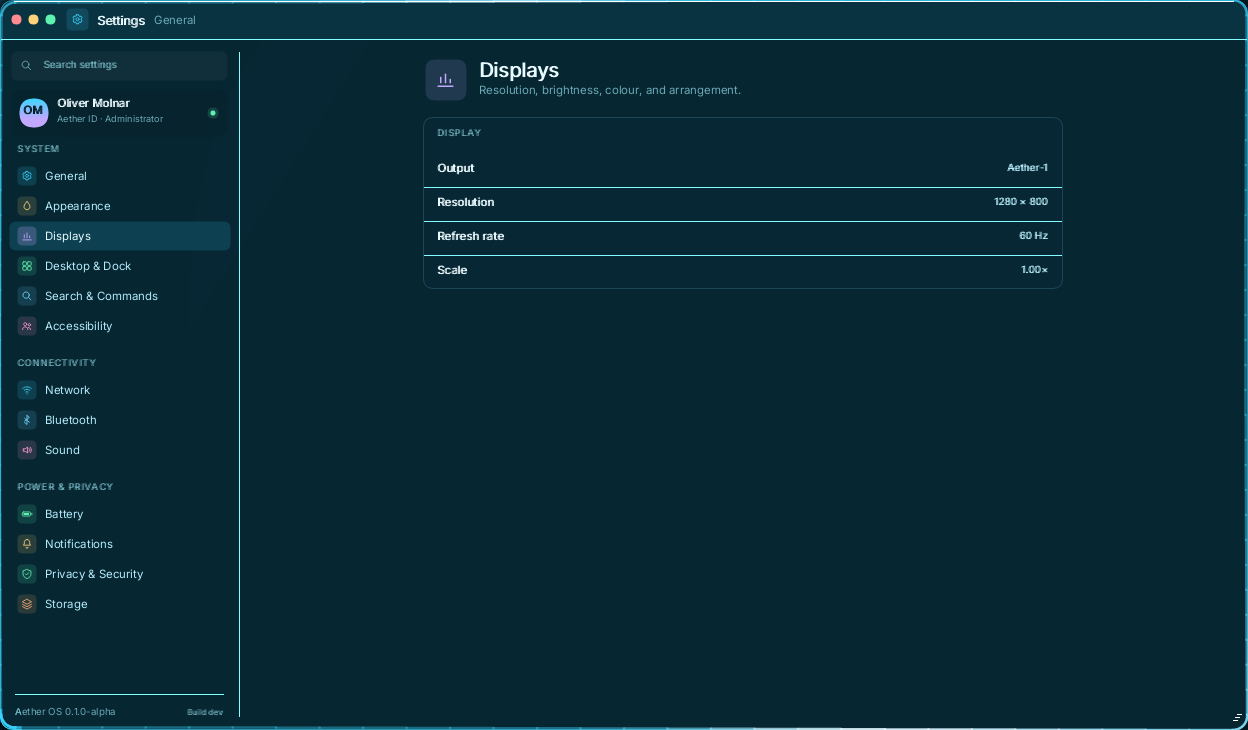 Settings General
Search settings
OM
Oliver Molnar
Aether ID · Administrator
SYSTEM
General
Appearance
Displays
Desktop & Dock
Search & Commands
Accessibility
CONNECTIVITY
Network
Bluetooth
Sound
POWER & PRIVACY
Battery
Notifications
Privacy & Security
Storage
Aether OS 0.1.0-alpha
Build dev
Displays
Resolution, brightness, colour, and arrangement.
DISPLAY
Output Aether-1
Resolution 1280 × 800
Refresh rate 60 Hz
Scale 1.00×